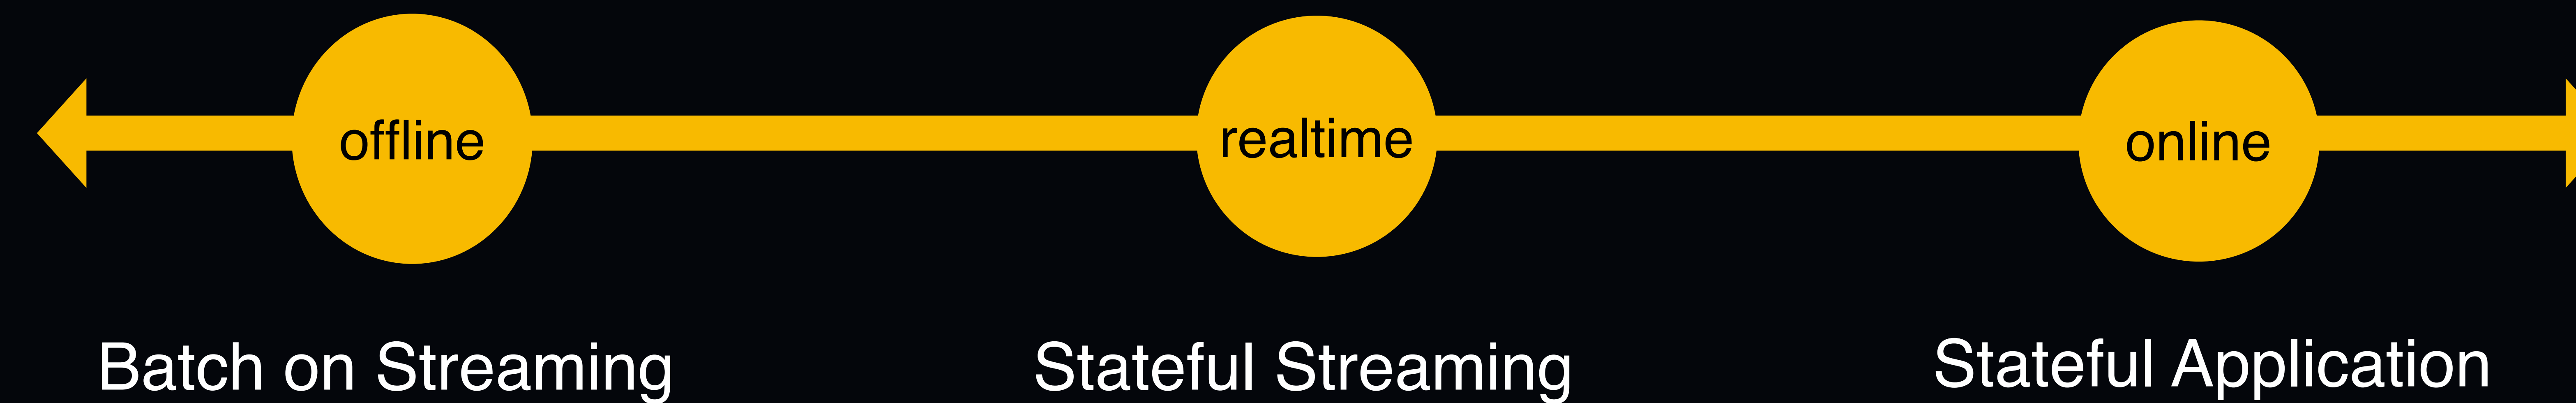 offline
realtime
online
Batch on Streaming
Stateful Streaming
Stateful Application